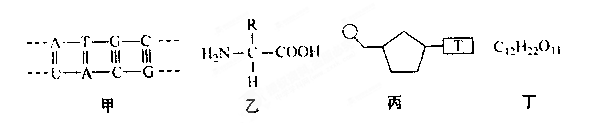 A T G C
U A C G
R
H₂N—C—COOH
H
T
C₁₂H₂₂O₁₁
甲 乙 丙 丁